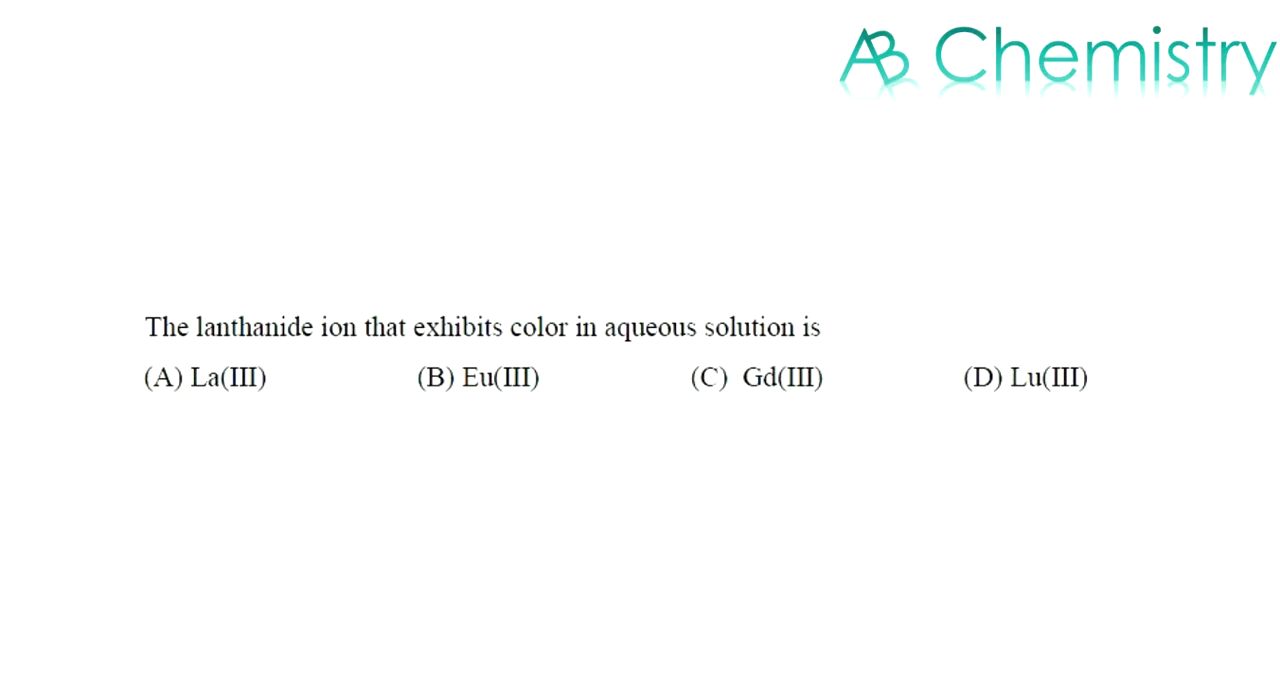 AB Chemistry
The lanthanide ion that exhibits color in aqueous solution is
(A) La(III) (B) Eu(III) (C) Gd(III) (D) Lu(III)